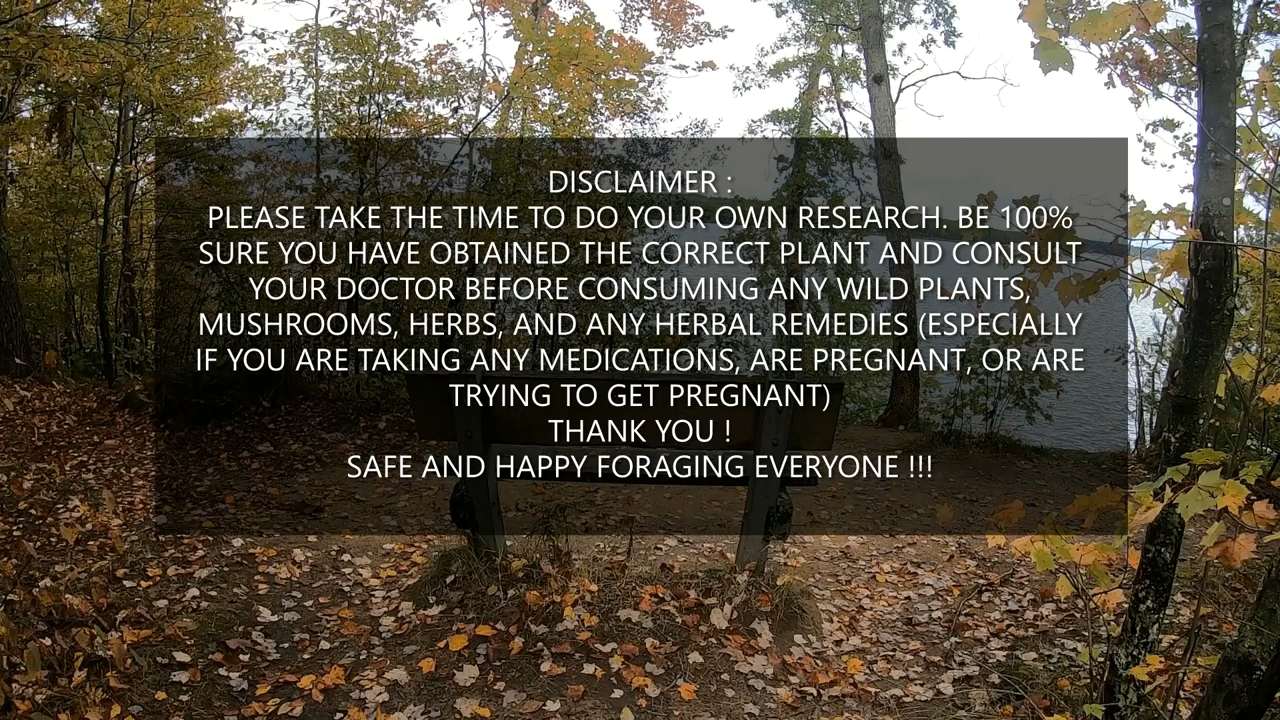 DISCLAIMER :
PLEASE TAKE THE TIME TO DO YOUR OWN RESEARCH. BE 100%
SURE YOU HAVE OBTAINED THE CORRECT PLANT AND CONSULT
YOUR DOCTOR BEFORE CONSUMING ANY WILD PLANTS,
MUSHROOMS, HERBS, AND ANY HERBAL REMEDIES (ESPECIALLY
IF YOU ARE TAKING ANY MEDICATIONS, ARE PREGNANT, OR ARE
TRYING TO GET PREGNANT)
THANK YOU !
SAFE AND HAPPY FORAGING EVERYONE !!!